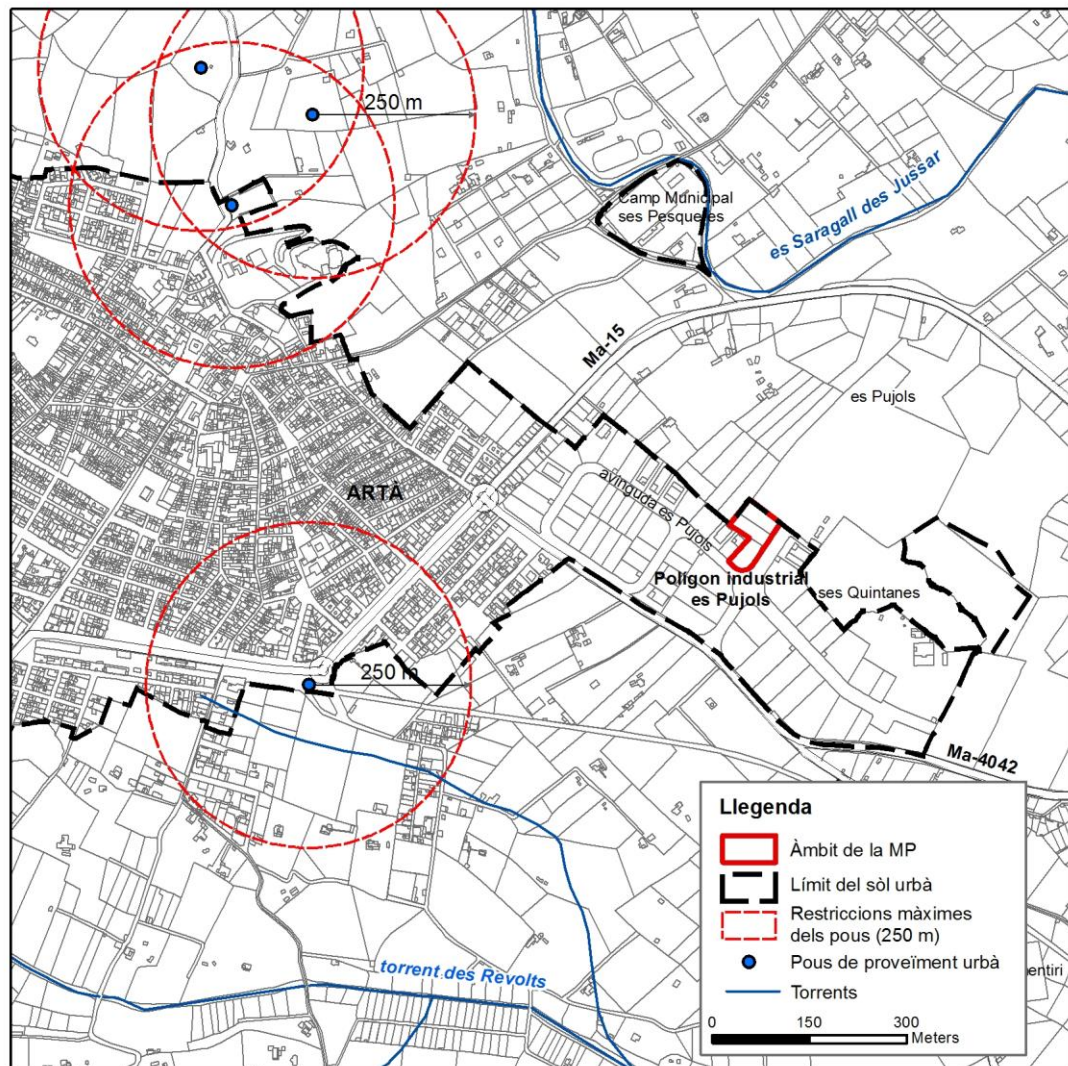 250 m
Camp Municipal
ses Pesqueres
es Saragall des Jussar
Ma-15
es Pujols
ARTÀ
avinguda es Pujols
Polígon industrial
es Pujols
ses Quintanes
250 m
Ma-4042
torrent des Revolts
entiri
Llegenda
Àmbit de la MP
Límit del sòl urbà
Restriccions màximes
dels pous (250 m)
Pous de proveïment urbà
Torrents
0 150 300
Meters